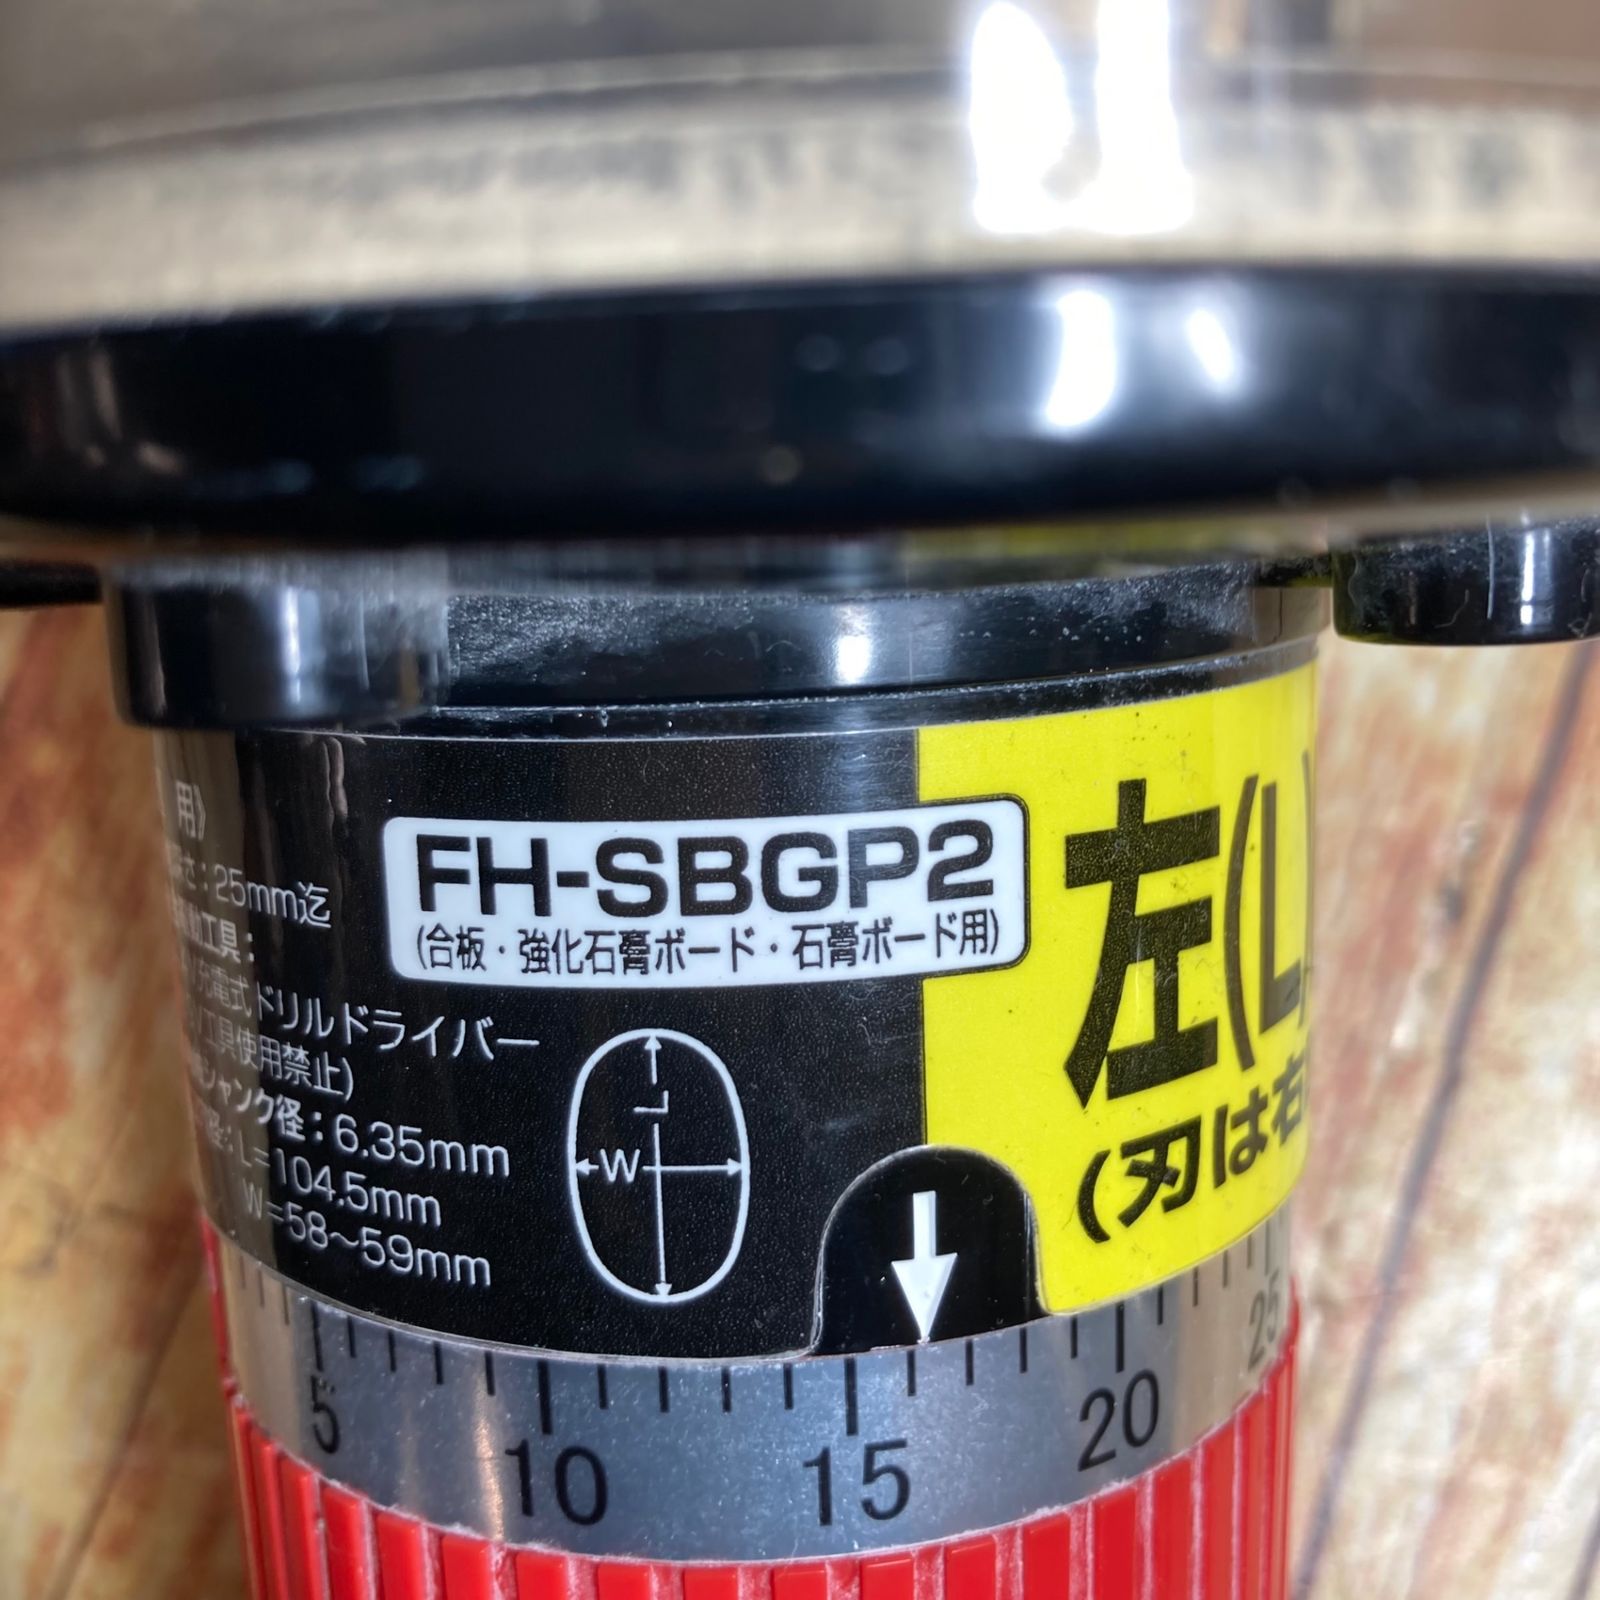 用》
さ：25mm迄
動工具：
充電式ドリルドライバー
工具使用禁止)
シャンク径：6.35mm
径：L=104.5mm
W=58〜59mm
FH-SBGP2
(合板・強化石膏ボード・石膏ボード用)
L
W
左(L)
(刃は右
5
10
15
20
25